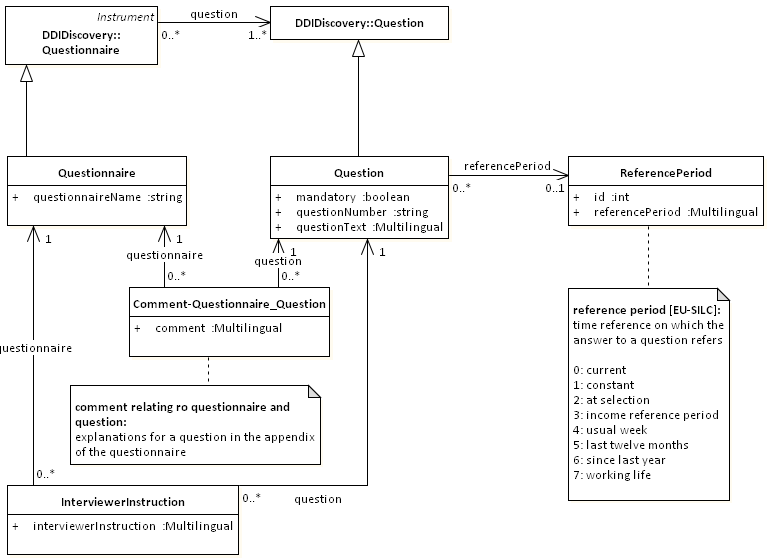 Instrument
DDIDiscovery::
Questionnaire
question
0..*
1..*
DDIDiscovery::Question
Questionnaire
+ questionnaireName :string
Question
+ mandatory :boolean
+ questionNumber :string
+ questionText :Multilingual
referencePeriod
0..*
0..1
ReferencePeriod
+ id :int
+ referencePeriod :Multilingual
1
1
questionnaire
0..*
1
question
0..*
1
Comment-Questionnaire_Question
+ comment :Multilingual
questionnaire
comment relating ro questionnaire and
question:
explanations for a question in the appendix
of the questionnaire
reference period [EU-SILC]:
time reference on which the
answer to a question refers
0: current
1: constant
2: at selection
3: income reference period
4: usual week
5: last twelve months
6: since last year
7: working life
0..*
InterviewerInstruction
+ interviewerInstruction :Multilingual
0..*
question